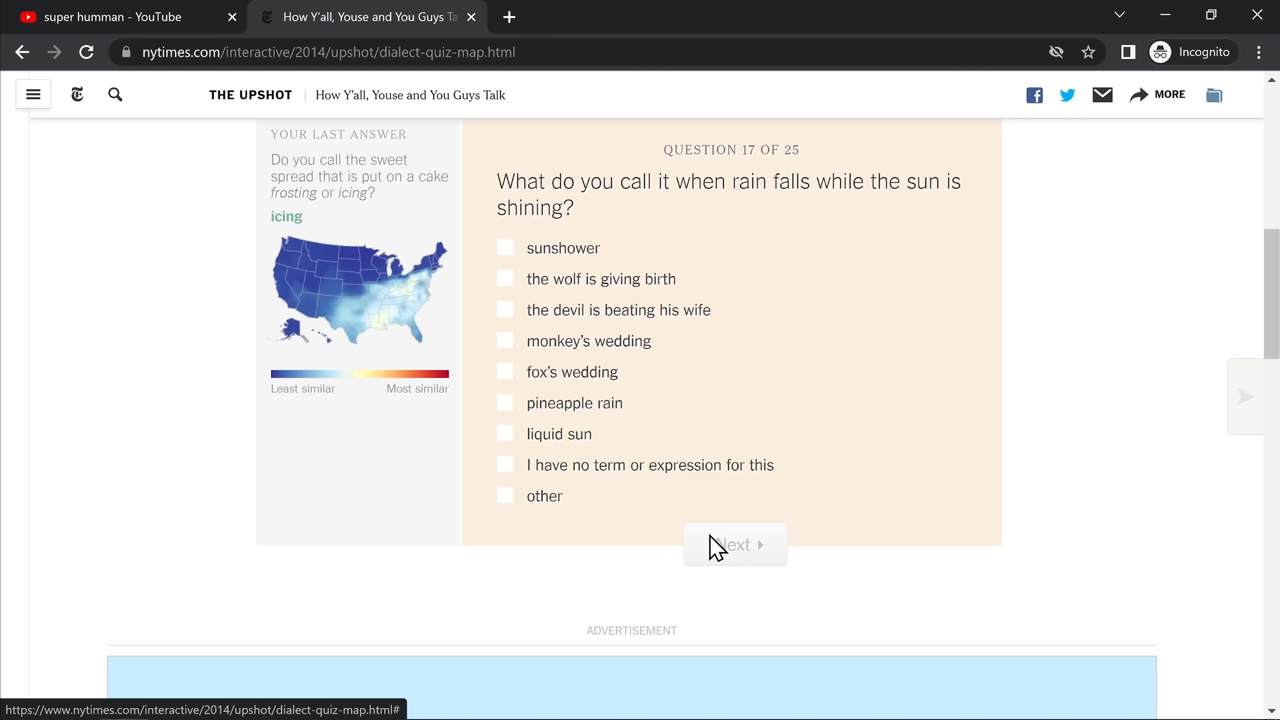 super humman - YouTube
How Y'all, Youse and You Guys Ta
nytimes.com/interactive/2014/upshot/dialect-quiz-map.html
Incognito
THE UPSHOT
How Y'all, Youse and You Guys Talk
MORE
YOUR LAST ANSWER
Do you call the sweet
spread that is put on a cake
frosting or icing?
icing
Least similar
Most similar
QUESTION 17 OF 25
What do you call it when rain falls while the sun is
shining?
sunshower
the wolf is giving birth
the devil is beating his wife
monkey's wedding
fox's wedding
pineapple rain
liquid sun
I have no term or expression for this
other
Next
ADVERTISEMENT
https://www.nytimes.com/interactive/2014/upshot/dialect-quiz-map.html#